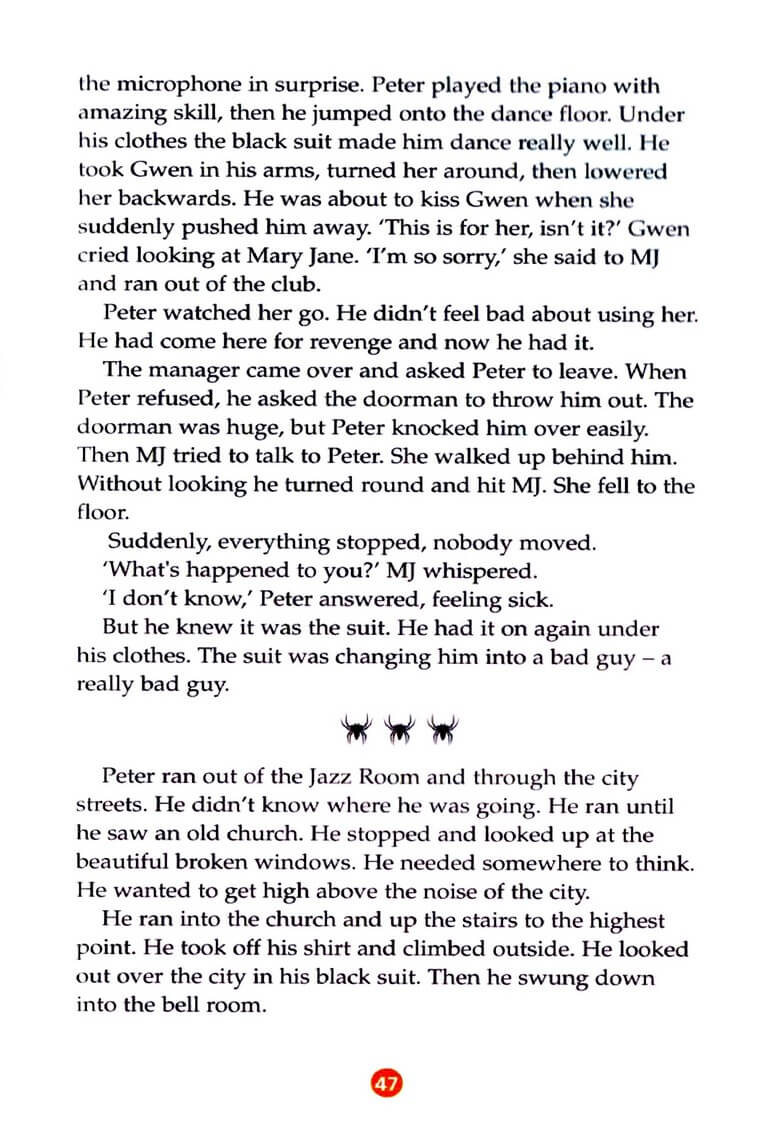 the microphone in surprise. Peter played the piano with
amazing skill, then he jumped onto the dance floor. Under
his clothes the black suit made him dance really well. He
took Gwen in his arms, turned her around, then lowered
her backwards. He was about to kiss Gwen when she
suddenly pushed him away. ‘This is for her, isn’t it?’ Gwen
cried looking at Mary Jane. ‘I’m so sorry,’ she said to MJ
and ran out of the club.
Peter watched her go. He didn’t feel bad about using her.
He had come here for revenge and now he had it.
The manager came over and asked Peter to leave. When
Peter refused, he asked the doorman to throw him out. The
doorman was huge, but Peter knocked him over easily.
Then MJ tried to talk to Peter. She walked up behind him.
Without looking he turned round and hit MJ. She fell to the
floor.
Suddenly, everything stopped, nobody moved.
‘What's happened to you?’ MJ whispered.
‘I don’t know,’ Peter answered, feeling sick.
But he knew it was the suit. He had it on again under
his clothes. The suit was changing him into a bad guy – a
really bad guy.
Peter ran out of the Jazz Room and through the city
streets. He didn’t know where he was going. He ran until
he saw an old church. He stopped and looked up at the
beautiful broken windows. He needed somewhere to think.
He wanted to get high above the noise of the city.
He ran into the church and up the stairs to the highest
point. He took off his shirt and climbed outside. He looked
out over the city in his black suit. Then he swung down
into the bell room.
47